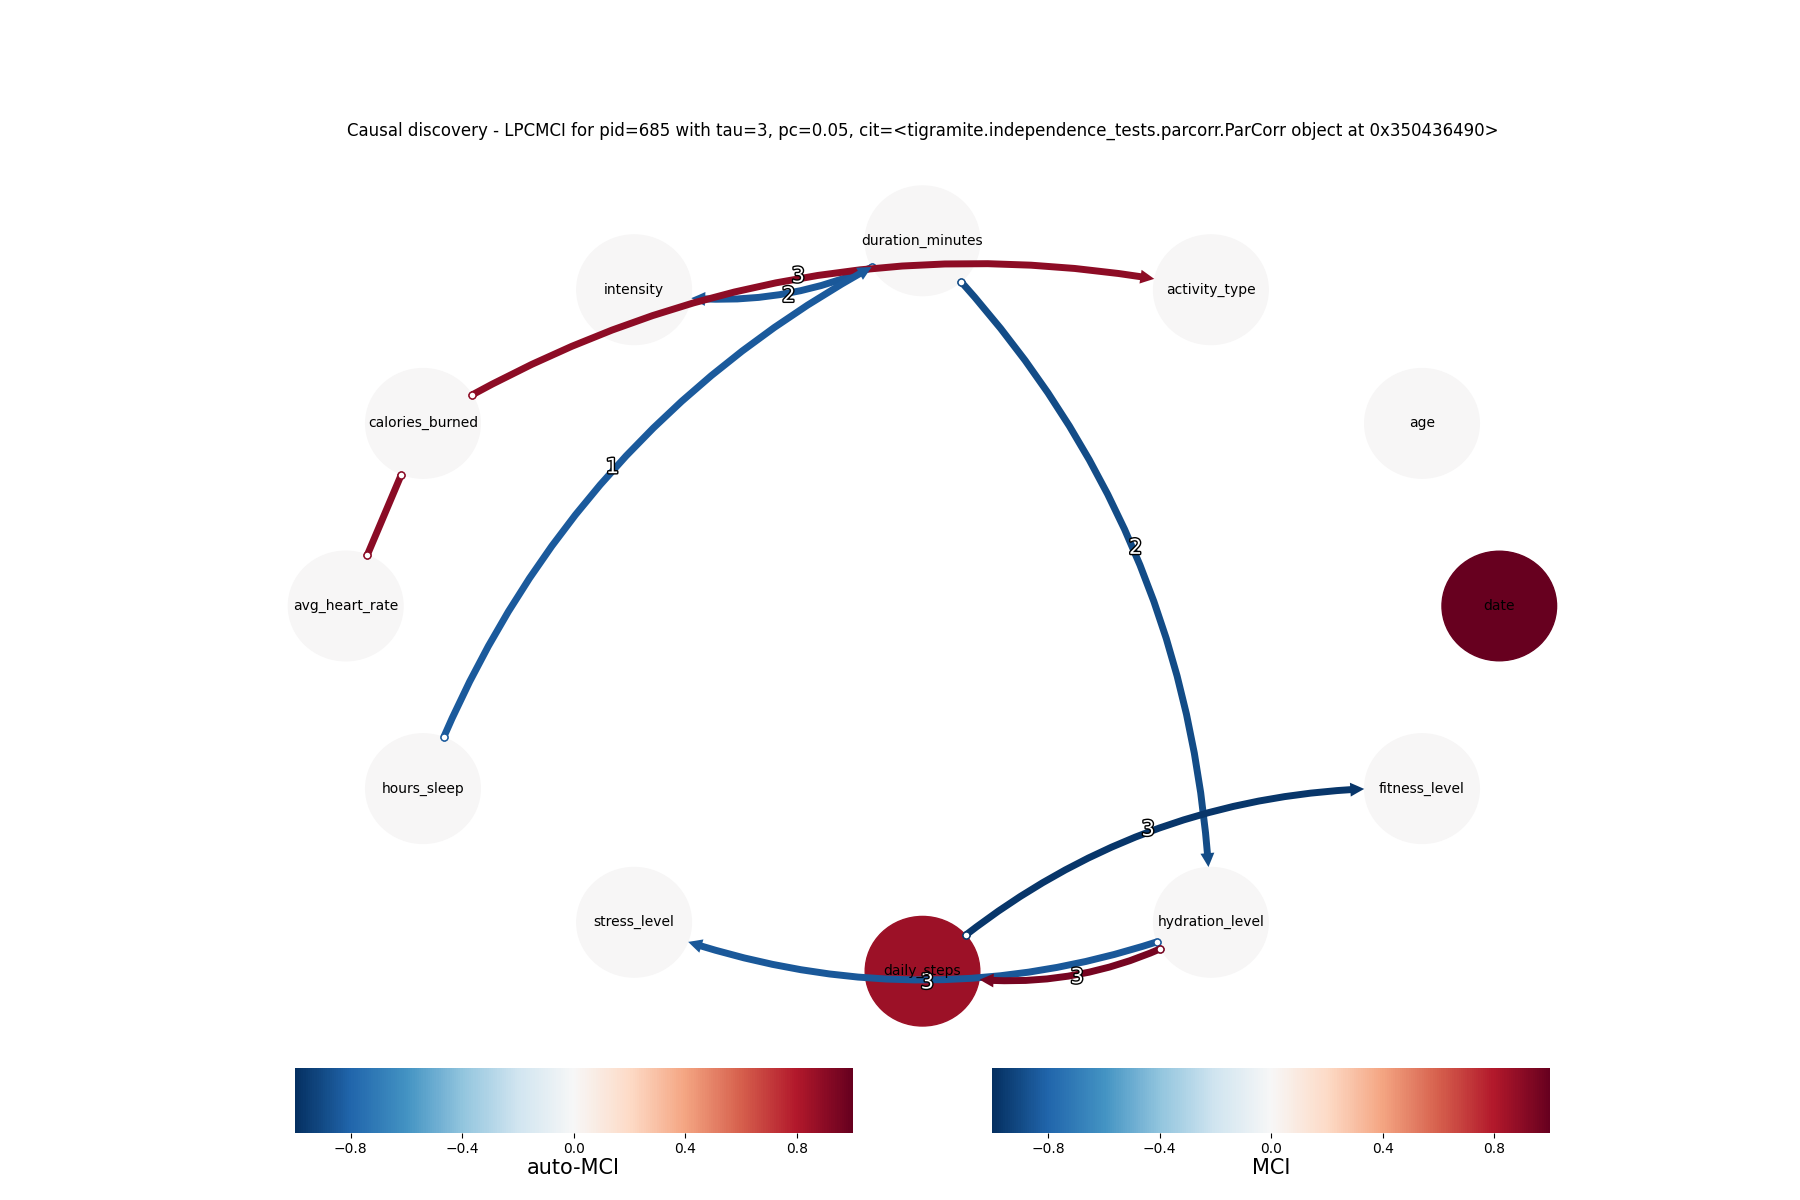 Causal discovery - LPCMCI for pid=685 with tau=3, pc=0.05, cit=<tigramite.independence_tests.parcorr.ParCorr object at 0x350436490>
duration_minutes
intensity
activity_type
3
2
calories_burned
age
1
2
avg_heart_rate
date
hours_sleep
fitness_level
3
stress_level
hydration_level
daily_steps
3
3
−0.8 −0.4 0.0 0.4 0.8
auto-MCI
−0.8 −0.4 0.0 0.4 0.8
MCI